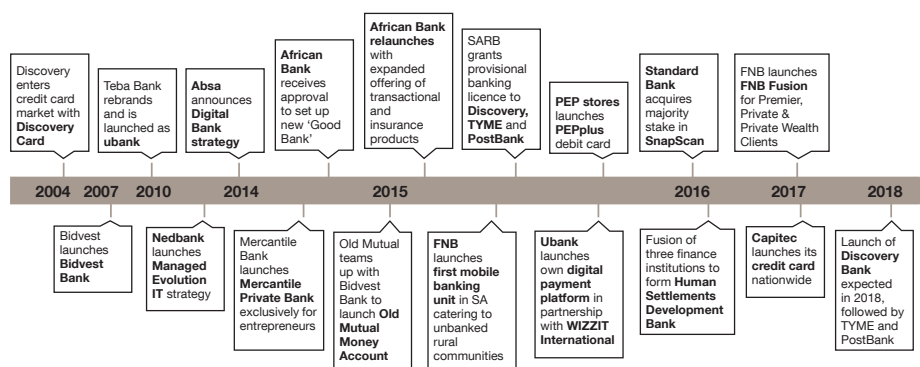 Discovery
enters
credit card
market with
Discovery
Card
Teba Bank
rebrands
and is
launched as
ubank
Absa
announces
Digital
Bank
strategy
African
Bank
receives
approval
to set up
new ‘Good
Bank’
African Bank
relaunches
with
expanded
offering of
transactional
and
insurance
products
SARB
grants
provisional
banking
licence to
Discovery,
TYME and
PostBank
PEP stores
launches
PEPplus
debit card
Standard
Bank
acquires
majority
stake in
SnapScan
FNB launches
FNB Fusion
for Premier,
Private &
Private Wealth
Clients
2004 2007 2010 2014 2015 2016 2017 2018
Bidvest
launches
Bidvest
Bank
Nedbank
launches
Managed
Evolution
IT strategy
Mercantile
Bank
launches
Mercantile
Private Bank
exclusively for
entrepreneurs
Old Mutual
teams
up with
Bidvest
Bank to
launch Old
Mutual
Money
Account
FNB
launches
first mobile
banking
unit in SA
catering to
unbanked
rural
communities
Ubank
launches
own digital
payment
platform in
partnership
with WIZZIT
International
Fusion of
three finance
institutions to
form Human
Settlements
Development
Bank
Capitec
launches its
credit card
nationwide
Launch of
Discovery
Bank
expected
in 2018,
followed by
TYME and
PostBank